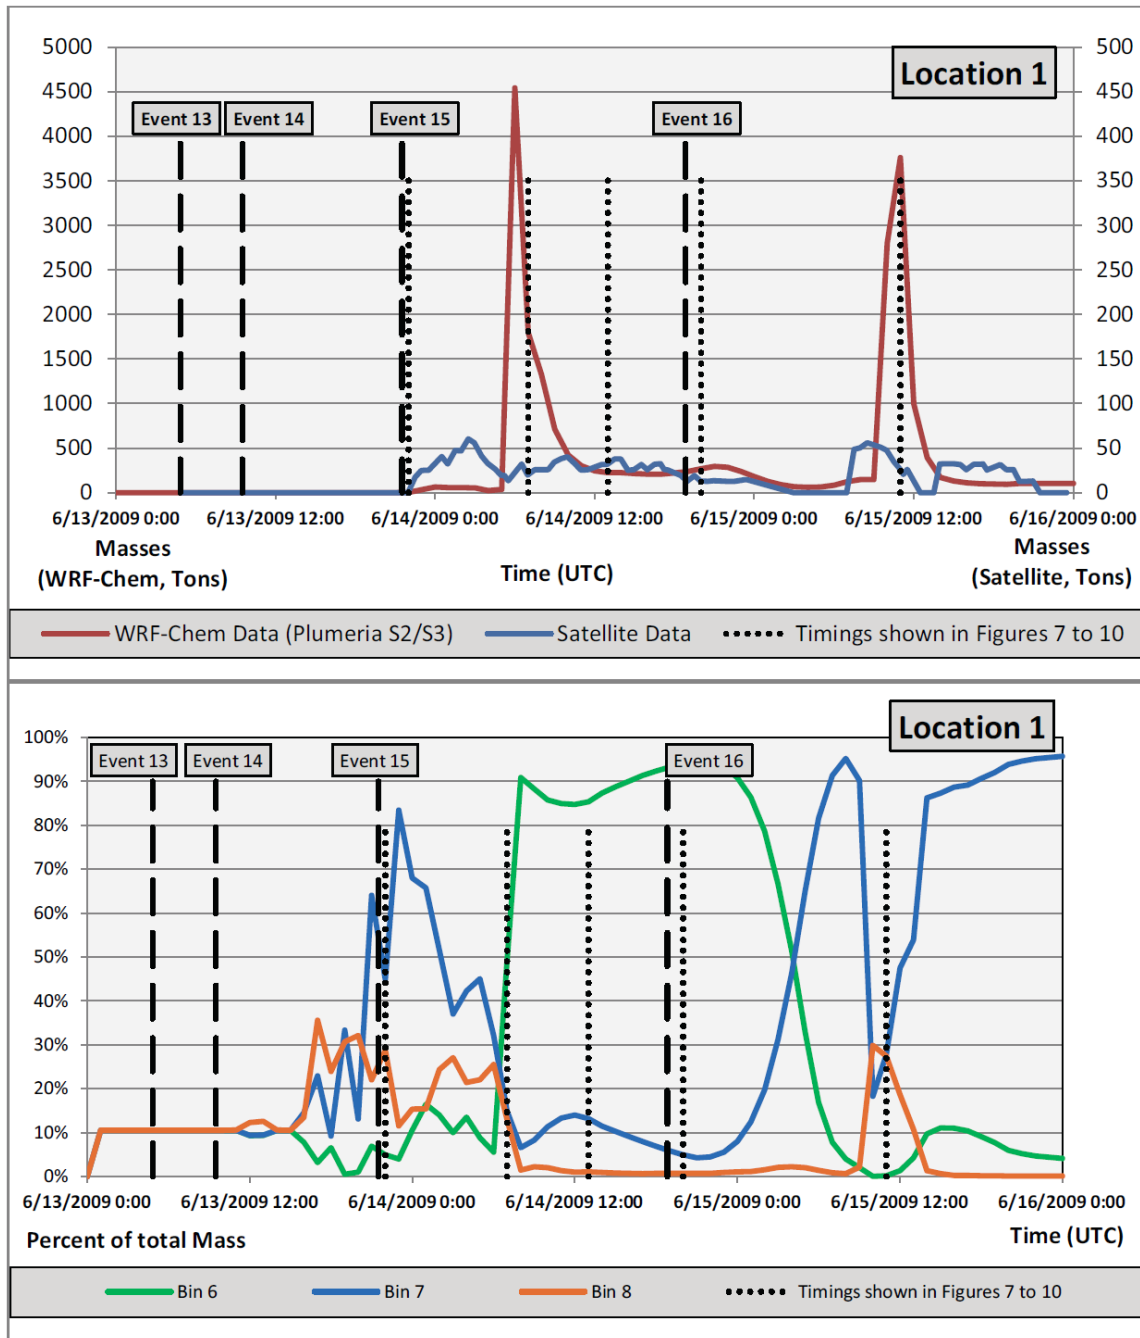 5000
500
Location 1
4500
450
Event 13
Event 14
Event 15
Event 16
4000
400
3500
350
3000
300
2500
250
2000
200
1500
150
1000
100
500
50
0
0
6/13/2009 0:00
6/13/2009 12:00
6/14/2009 0:00
6/14/2009 12:00
6/15/2009 0:00
6/15/2009 12:00
6/16/2009 0:00
Masses
(WRF-Chem, Tons)
Time (UTC)
Masses
(Satellite, Tons)
WRF-Chem Data (Plumeria S2/S3)
Satellite Data
Timings shown in Figures 7 to 10
Location 1
100%
Event 13
Event 14
Event 15
Event 16
90%
80%
70%
60%
50%
40%
30%
20%
10%
0%
6/13/2009 0:00
6/13/2009 12:00
6/14/2009 0:00
6/14/2009 12:00
6/15/2009 0:00
6/15/2009 12:00
6/16/2009 0:00
Percent of total Mass
Time (UTC)
Bin 6
Bin 7
Bin 8
Timings shown in Figures 7 to 10